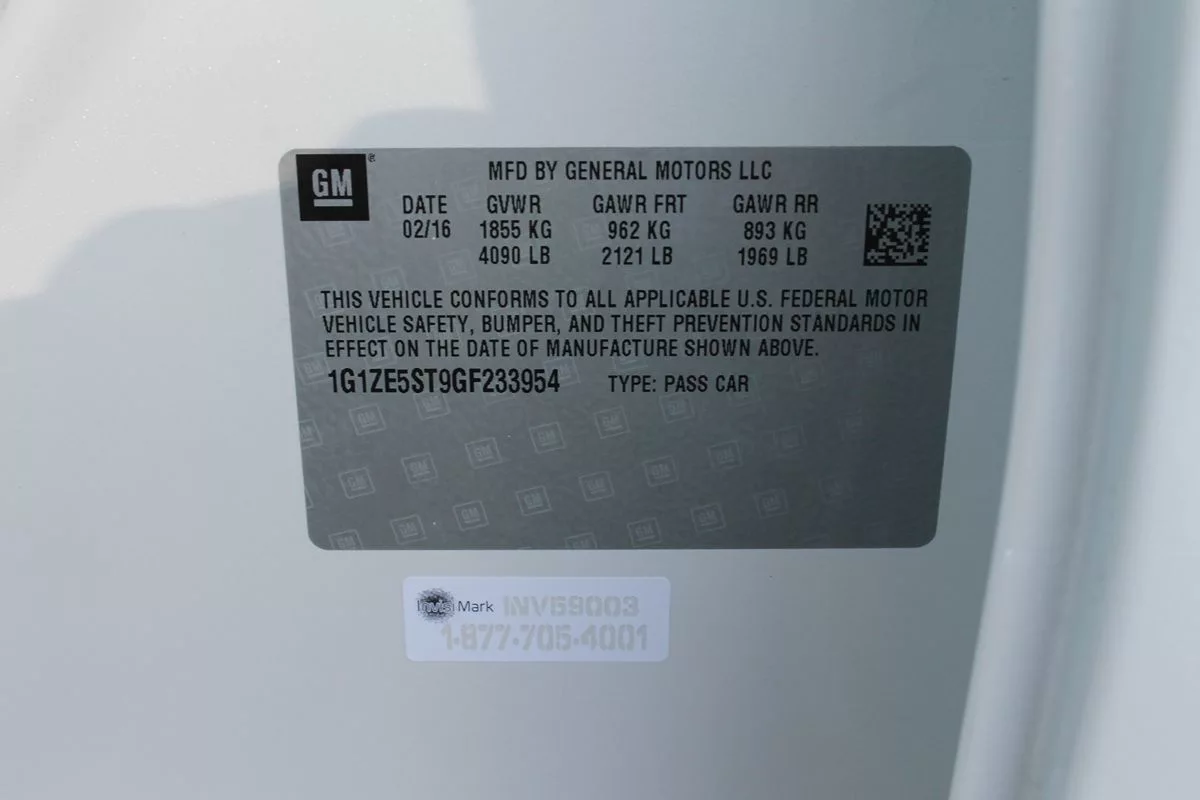 GM®
MFD BY GENERAL MOTORS LLC
DATE GVWR GAWR FRT GAWR RR
02/16 1855 KG 962 KG 893 KG
4090 LB 2121 LB 1969 LB
THIS VEHICLE CONFORMS TO ALL APPLICABLE U.S. FEDERAL MOTOR
VEHICLE SAFETY, BUMPER, AND THEFT PREVENTION STANDARDS IN
EFFECT ON THE DATE OF MANUFACTURE SHOWN ABOVE.
1G1ZE5ST9GF233954 TYPE: PASS CAR
InvisMark INV59003
1-877-705-4001